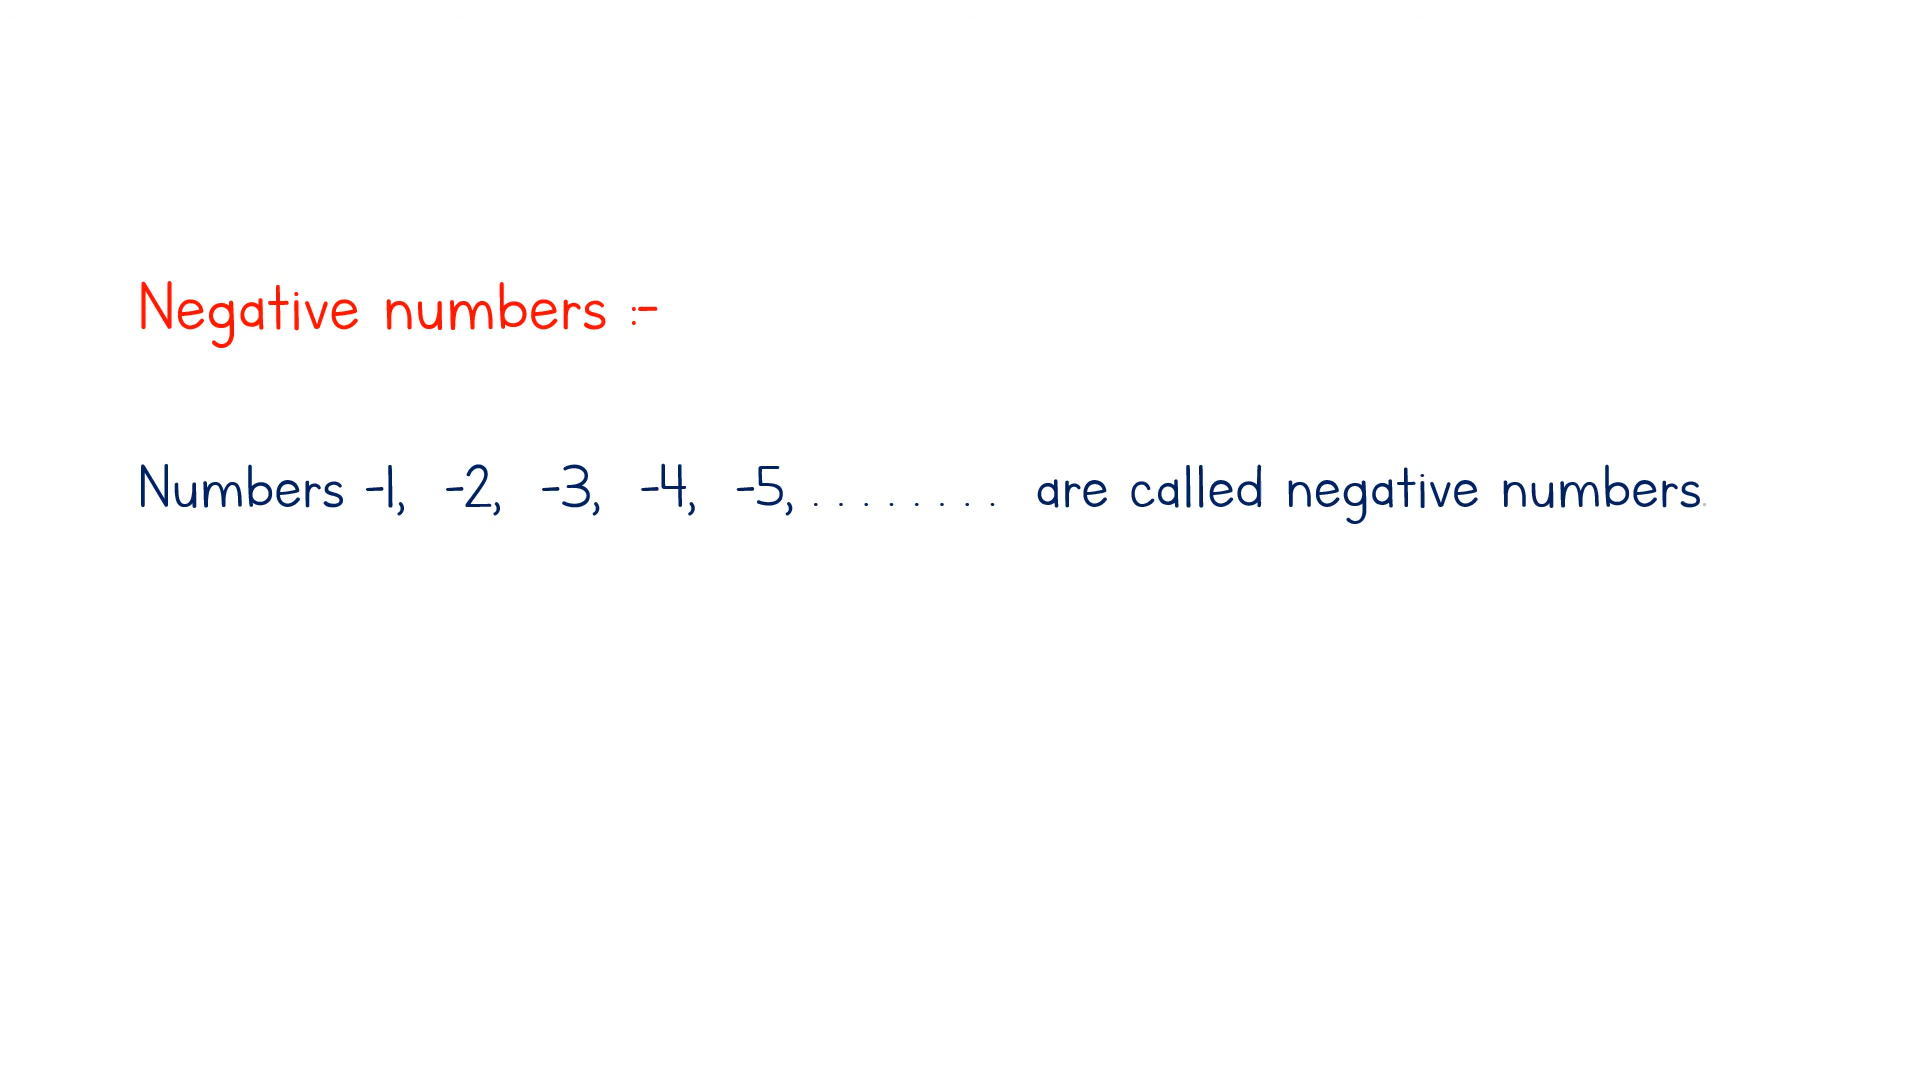 Negative numbers :-
Numbers -1, -2, -3, -4, -5, . . . . . . . . are called negative numbers.